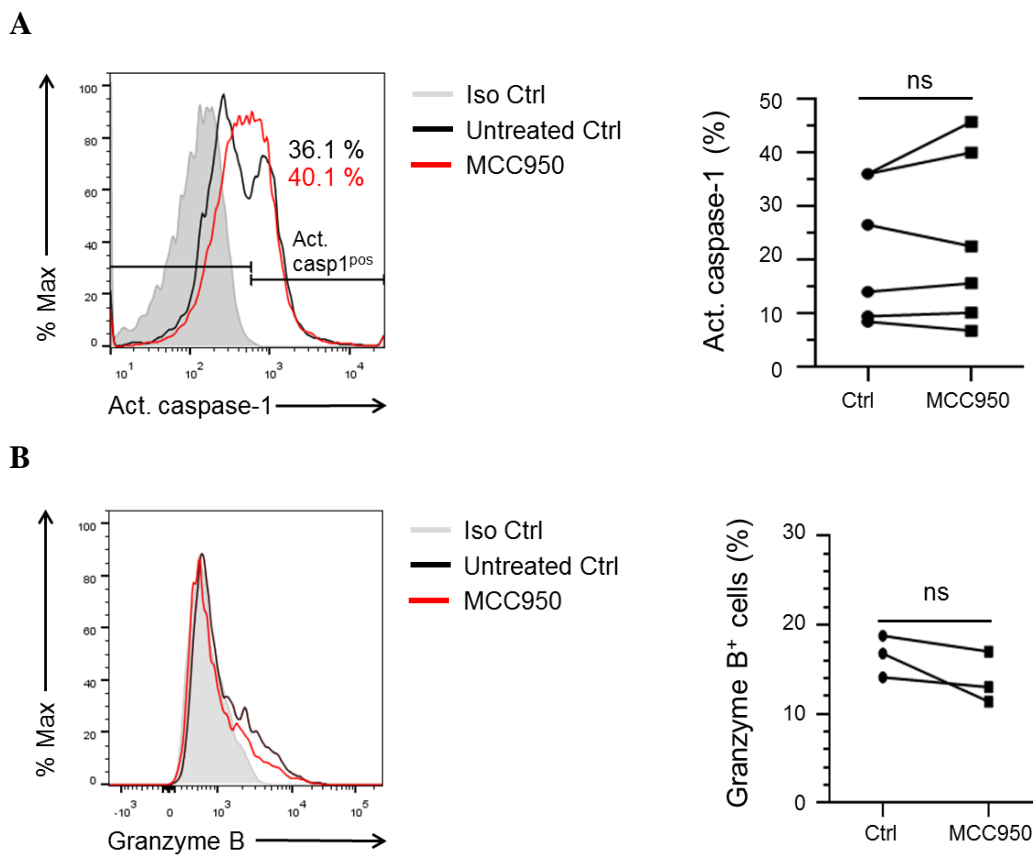 A
% Max
100
80
60
40
20
0
10¹
10²
10³
10⁴
Act. caspase-1
36.1 %
40.1 %
Act.
casp1ᵖᵒˢ
Iso Ctrl
Untreated Ctrl
MCC950
Act. caspase-1 (%)
50
40
30
20
10
0
ns
Ctrl
MCC950
B
% Max
100
80
60
40
20
0
-10³
0
10³
10⁴
10⁵
Granzyme B
Iso Ctrl
Untreated Ctrl
MCC950
Granzyme B⁺ cells (%)
30
20
10
0
ns
Ctrl
MCC950